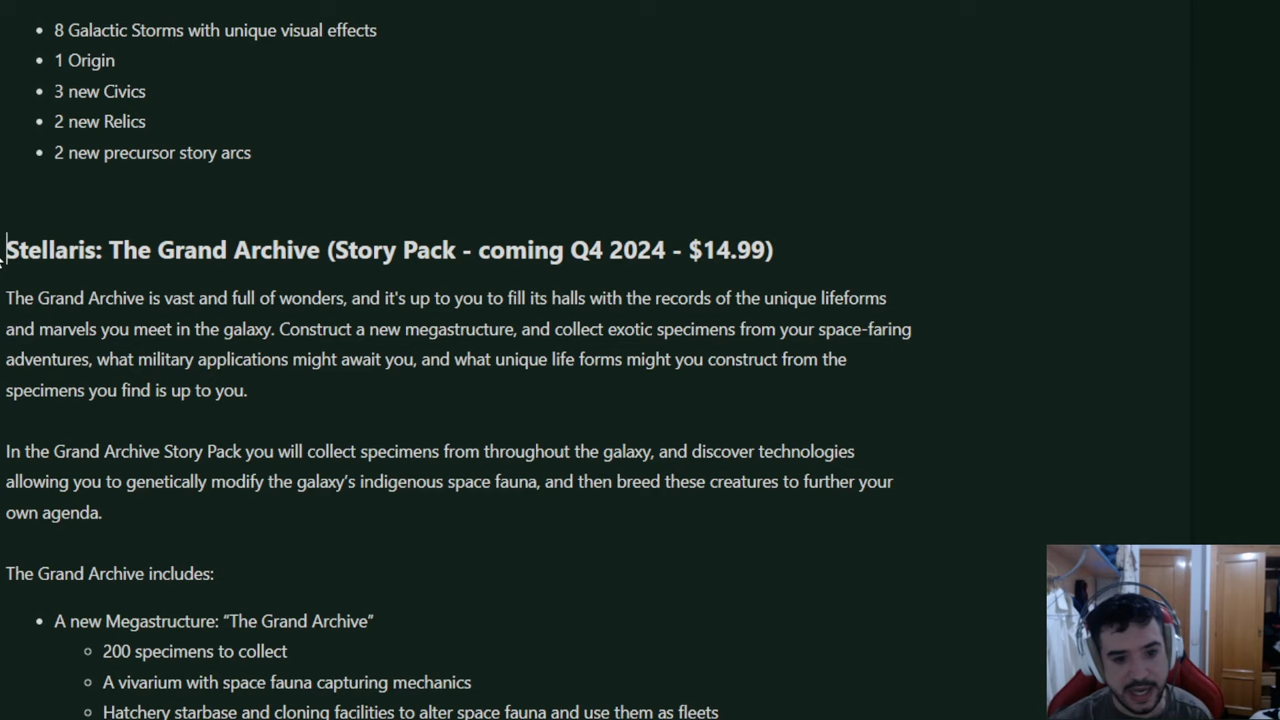 8 Galactic Storms with unique visual effects
1 Origin
3 new Civics
2 new Relics
2 new precursor story arcs
Stellaris: The Grand Archive (Story Pack - coming Q4 2024 - $14.99)
The Grand Archive is vast and full of wonders, and it's up to you to fill its halls with the records of the unique lifeforms
and marvels you meet in the galaxy. Construct a new megastructure, and collect exotic specimens from your space-faring
adventures, what military applications might await you, and what unique life forms might you construct from the
specimens you find is up to you.
In the Grand Archive Story Pack you will collect specimens from throughout the galaxy, and discover technologies
allowing you to genetically modify the galaxy’s indigenous space fauna, and then breed these creatures to further your
own agenda.
The Grand Archive includes:
A new Megastructure: “The Grand Archive”
200 specimens to collect
A vivarium with space fauna capturing mechanics
Hatchery starbase and cloning facilities to alter space fauna and use them as fleets